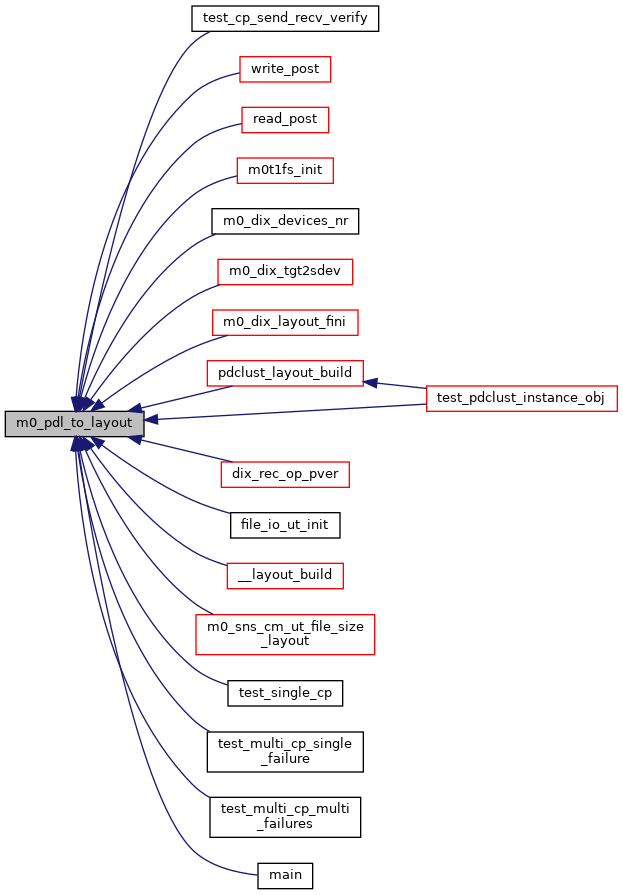 test_cp_send_recv_verify
write_post
read_post
m0t1fs_init
m0_dix_devices_nr
m0_dix_tgt2sdev
m0_dix_layout_fini
pdclust_layout_build
test_pdclust_instance_obj
m0_pdl_to_layout
dix_rec_op_pver
file_io_ut_init
__layout_build
m0_sns_cm_ut_file_size
_layout
test_single_cp
test_multi_cp_single
_failure
test_multi_cp_multi
_failures
main